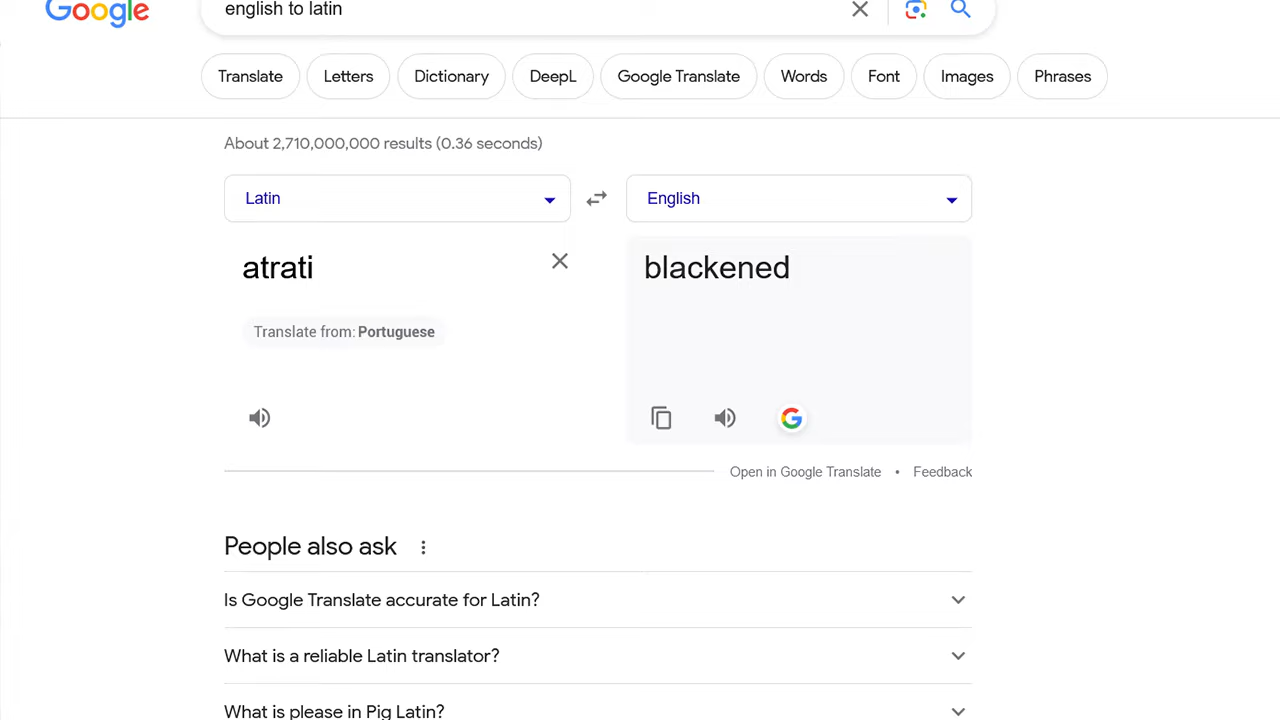 Google
english to latin
Translate
Letters
Dictionary
DeepL
Google Translate
Words
Font
Images
Phrases
About 2,710,000,000 results (0.36 seconds)
Latin
English
atrati
blackened
Translate from: Portuguese
Open in Google Translate • Feedback
People also ask
Is Google Translate accurate for Latin?
What is a reliable Latin translator?
What is please in Pig Latin?